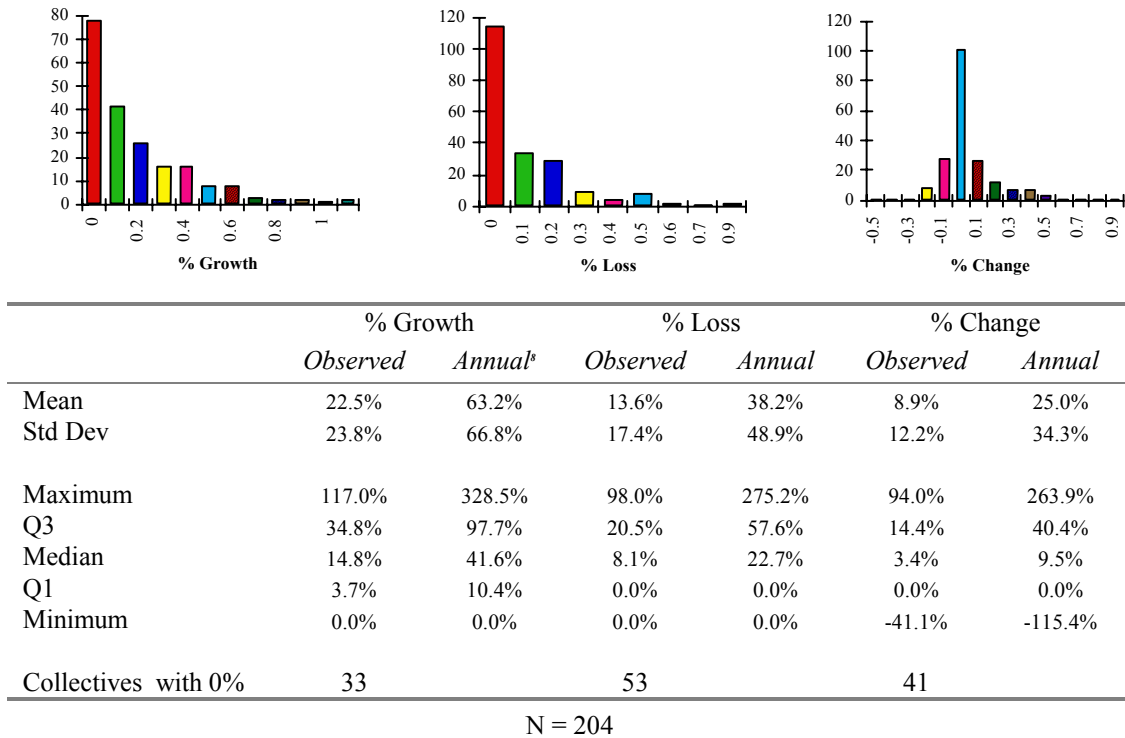 80
70
60
50
40
30
20
10
0
0 0.2 0.4 0.6 0.8 1
% Growth
120
100
80
60
40
20
0
0 0.1 0.2 0.3 0.4 0.5 0.6 0.7 0.9
% Loss
120
100
80
60
40
20
0
-0.5 -0.3 -0.1 0.1 0.3 0.5 0.7 0.9
% Change
% Growth % Loss % Change
Observed Annual⁸ Observed Annual Observed Annual
Mean 22.5% 63.2% 13.6% 38.2% 8.9% 25.0%
Std Dev 23.8% 66.8% 17.4% 48.9% 12.2% 34.3%
Maximum 117.0% 328.5% 98.0% 275.2% 94.0% 263.9%
Q3 34.8% 97.7% 20.5% 57.6% 14.4% 40.4%
Median 14.8% 41.6% 8.1% 22.7% 3.4% 9.5%
Q1 3.7% 10.4% 0.0% 0.0% 0.0% 0.0%
Minimum 0.0% 0.0% 0.0% 0.0% -41.1% -115.4%
Collectives with 0% 33 53 41
N = 204